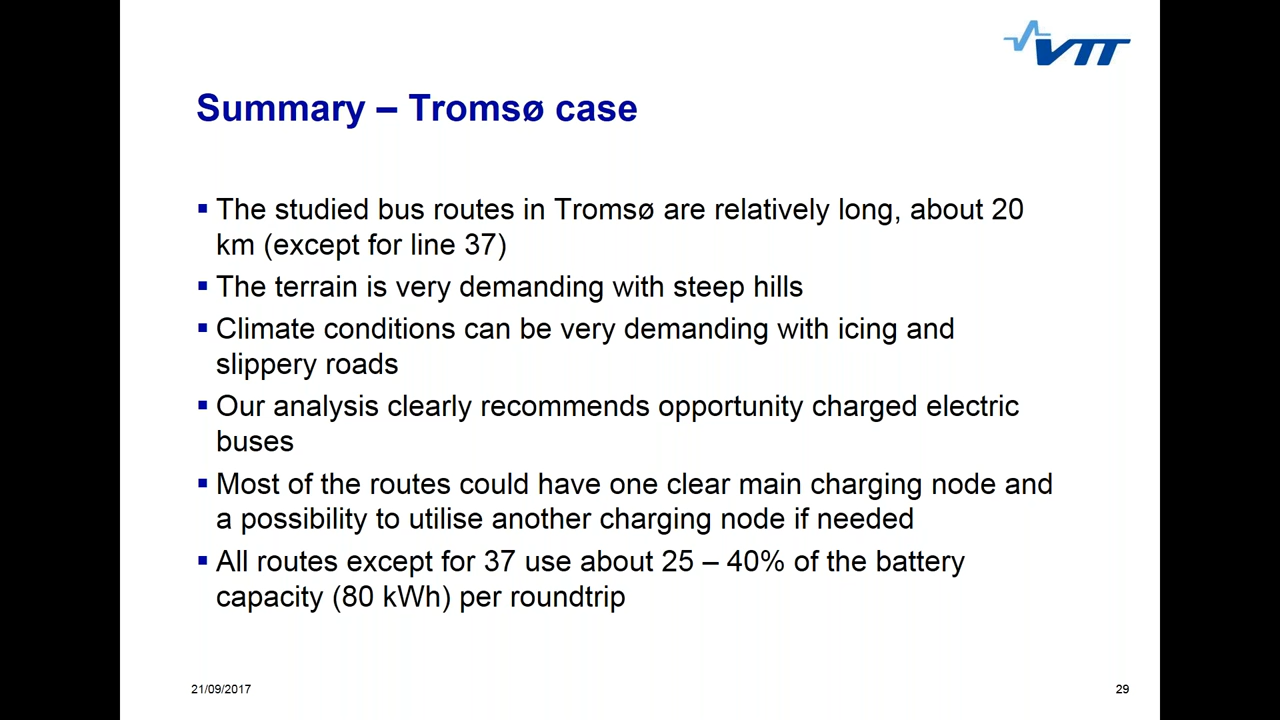 VTT
Summary – Tromsø case
▪ The studied bus routes in Tromsø are relatively long, about 20
km (except for line 37)
▪ The terrain is very demanding with steep hills
▪ Climate conditions can be very demanding with icing and
slippery roads
▪ Our analysis clearly recommends opportunity charged electric
buses
▪ Most of the routes could have one clear main charging node and
a possibility to utilise another charging node if needed
▪ All routes except for 37 use about 25 – 40% of the battery
capacity (80 kWh) per roundtrip
21/09/2017
29